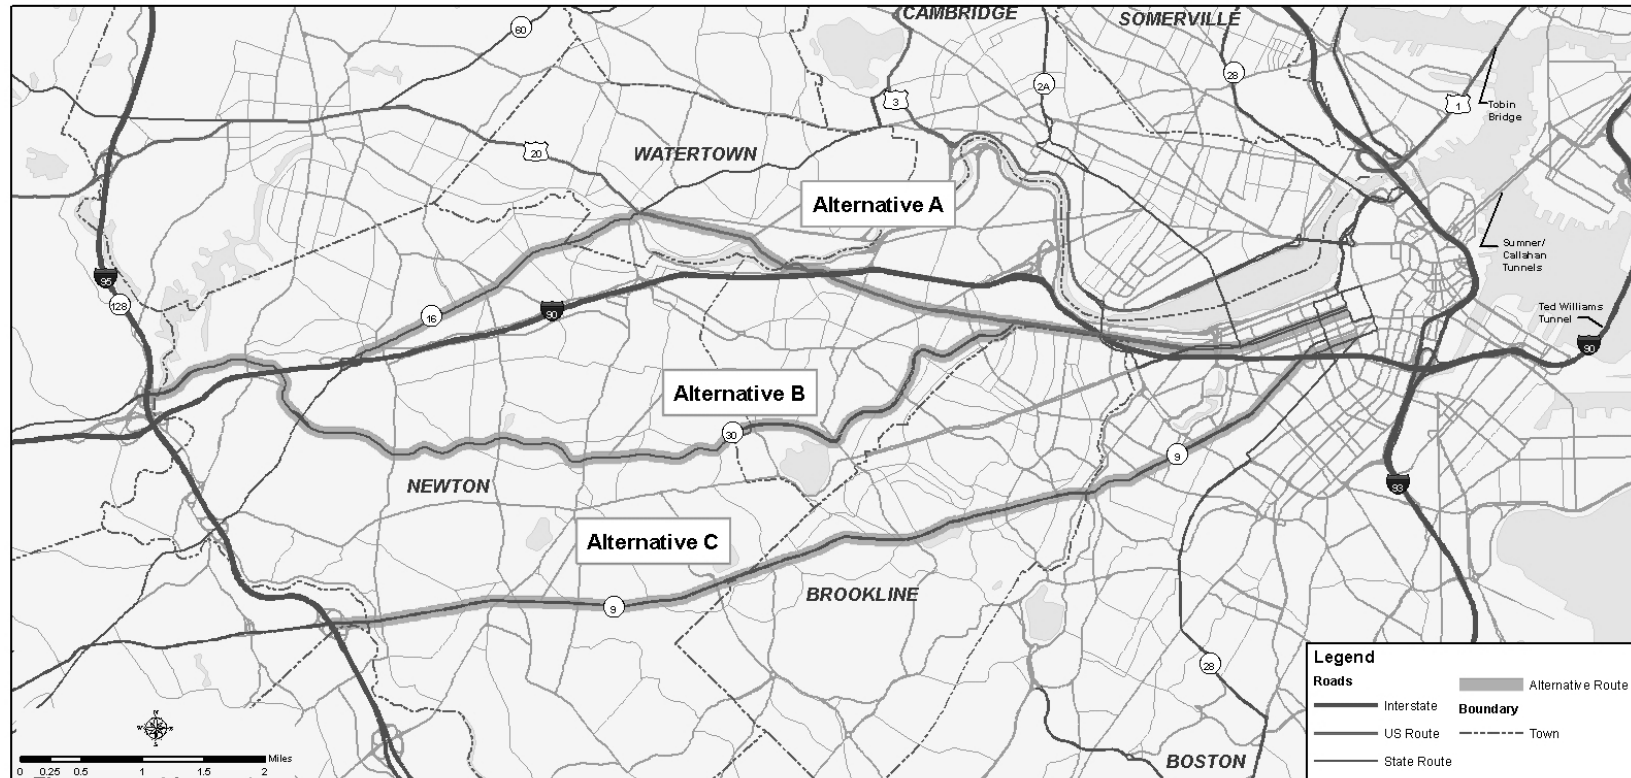 CAMBRIDGE
SOMERVILLE
60
3
2A
28
1
Tobin
Bridge
20
WATERTOWN
Alternative A
Sumner/
Callahan
Tunnels
95
128
16
90
Ted Williams
Tunnel
90
Alternative B
30
9
NEWTON
93
Alternative C
9
BROOKLINE
28
BOSTON
Legend
Roads
Interstate
US Route
State Route
Alternative Route
Boundary
Town
Miles
0 0.25 0.5 1 1.5 2